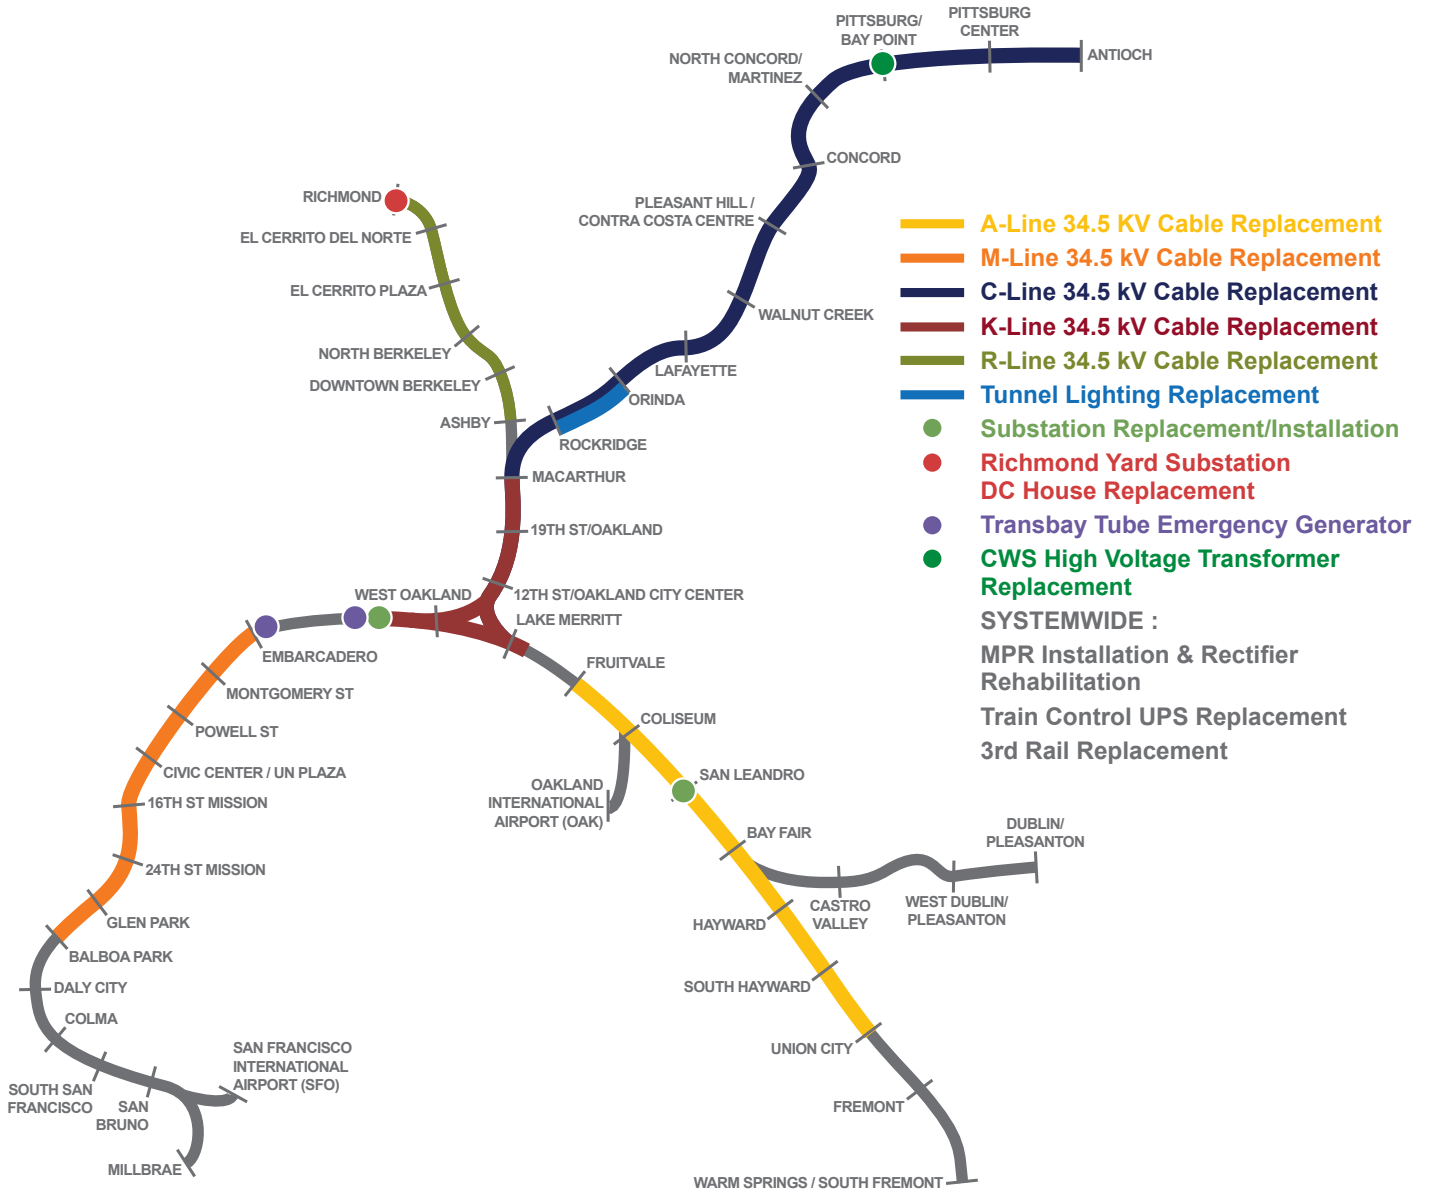 PITTSBURG/
BAY POINT
PITTSBURG
CENTER
ANTIOCH
NORTH CONCORD/
MARTINEZ
CONCORD
RICHMOND
PLEASANT HILL /
CONTRA COSTA CENTRE
EL CERRITO DEL NORTE
EL CERRITO PLAZA
WALNUT CREEK
NORTH BERKELEY
LAFAYETTE
DOWNTOWN BERKELEY
ORINDA
ASHBY
ROCKRIDGE
MACARTHUR
19TH ST/OAKLAND
WEST OAKLAND
12TH ST/OAKLAND CITY CENTER
LAKE MERRITT
EMBARCADERO
FRUITVALE
MONTGOMERY ST
COLISEUM
POWELL ST
CIVIC CENTER / UN PLAZA
SAN LEANDRO
OAKLAND
INTERNATIONAL
AIRPORT (OAK)
16TH ST MISSION
BAY FAIR
DUBLIN/
PLEASANTON
24TH ST MISSION
CASTRO
VALLEY
WEST DUBLIN/
PLEASANTON
GLEN PARK
HAYWARD
BALBOA PARK
DALY CITY
SOUTH HAYWARD
COLMA
UNION CITY
SAN FRANCISCO
INTERNATIONAL
AIRPORT (SFO)
SOUTH SAN
FRANCISCO
SAN
BRUNO
FREMONT
MILLBRAE
WARM SPRINGS / SOUTH FREMONT
A-Line 34.5 KV Cable Replacement
M-Line 34.5 kV Cable Replacement
C-Line 34.5 kV Cable Replacement
K-Line 34.5 kV Cable Replacement
R-Line 34.5 kV Cable Replacement
Tunnel Lighting Replacement
Substation Replacement/Installation
Richmond Yard Substation
DC House Replacement
Transbay Tube Emergency Generator
CWS High Voltage Transformer
Replacement
SYSTEMWIDE :
MPR Installation & Rectifier
Rehabilitation
Train Control UPS Replacement
3rd Rail Replacement